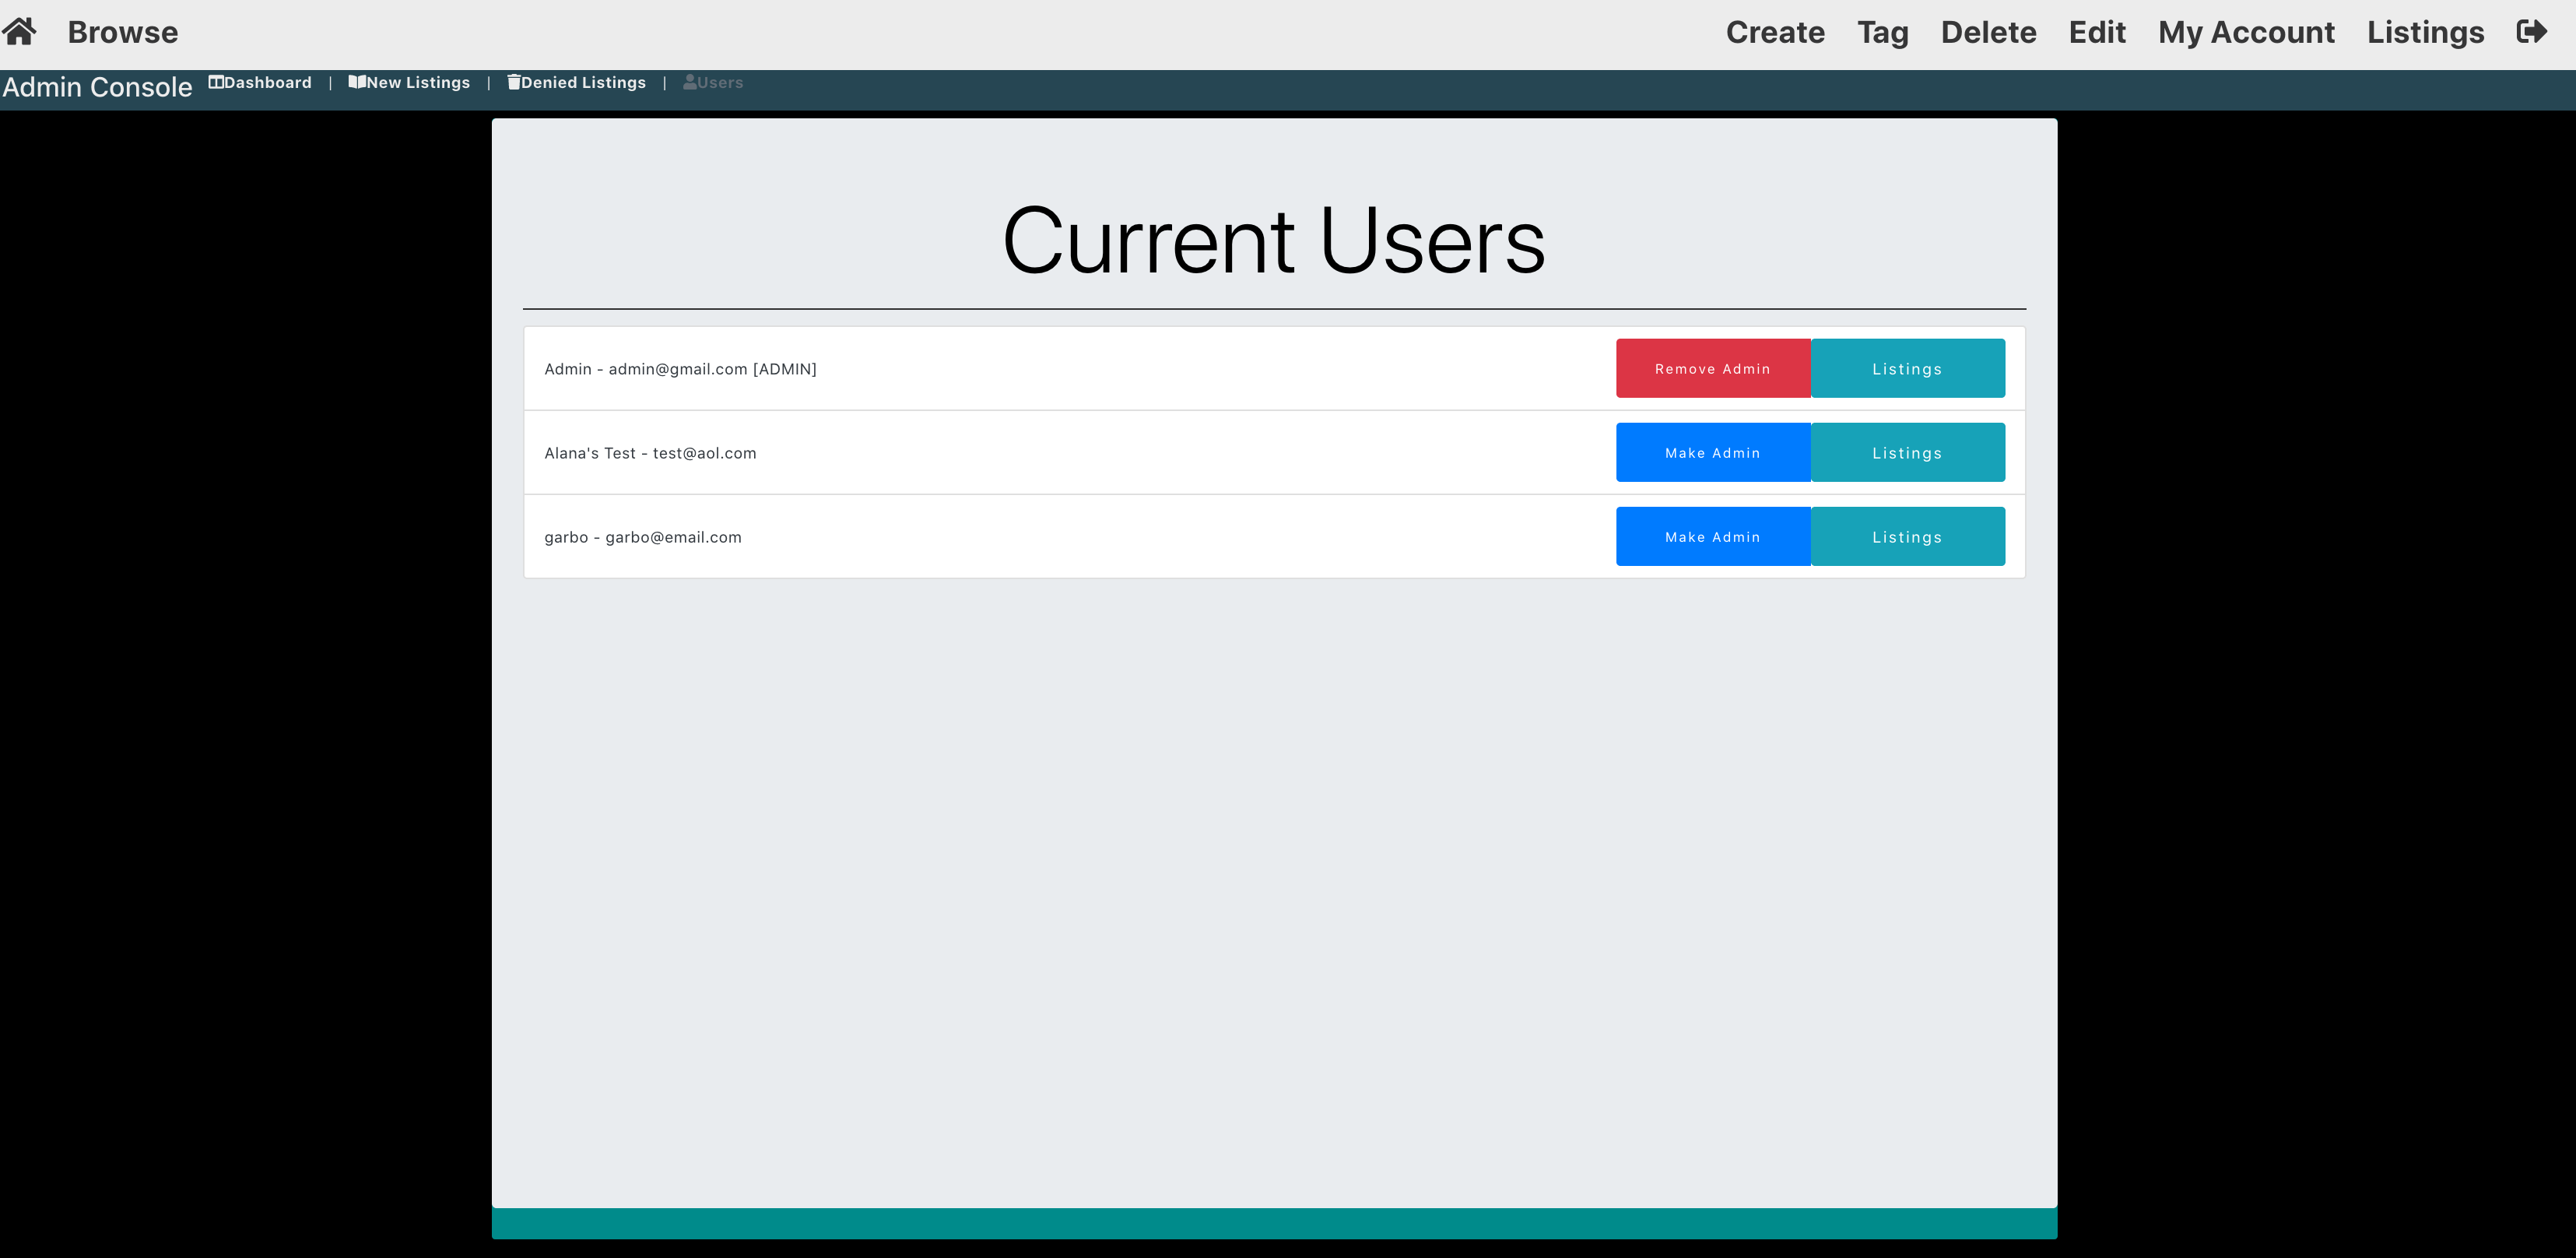 Browse Create Tag Delete Edit My Account Listings
Admin Console Dashboard | New Listings | Denied Listings | Users
Current Users
Admin - admin@gmail.com [ADMIN] Remove Admin Listings
Alana's Test - test@aol.com Make Admin Listings
garbo - garbo@email.com Make Admin Listings